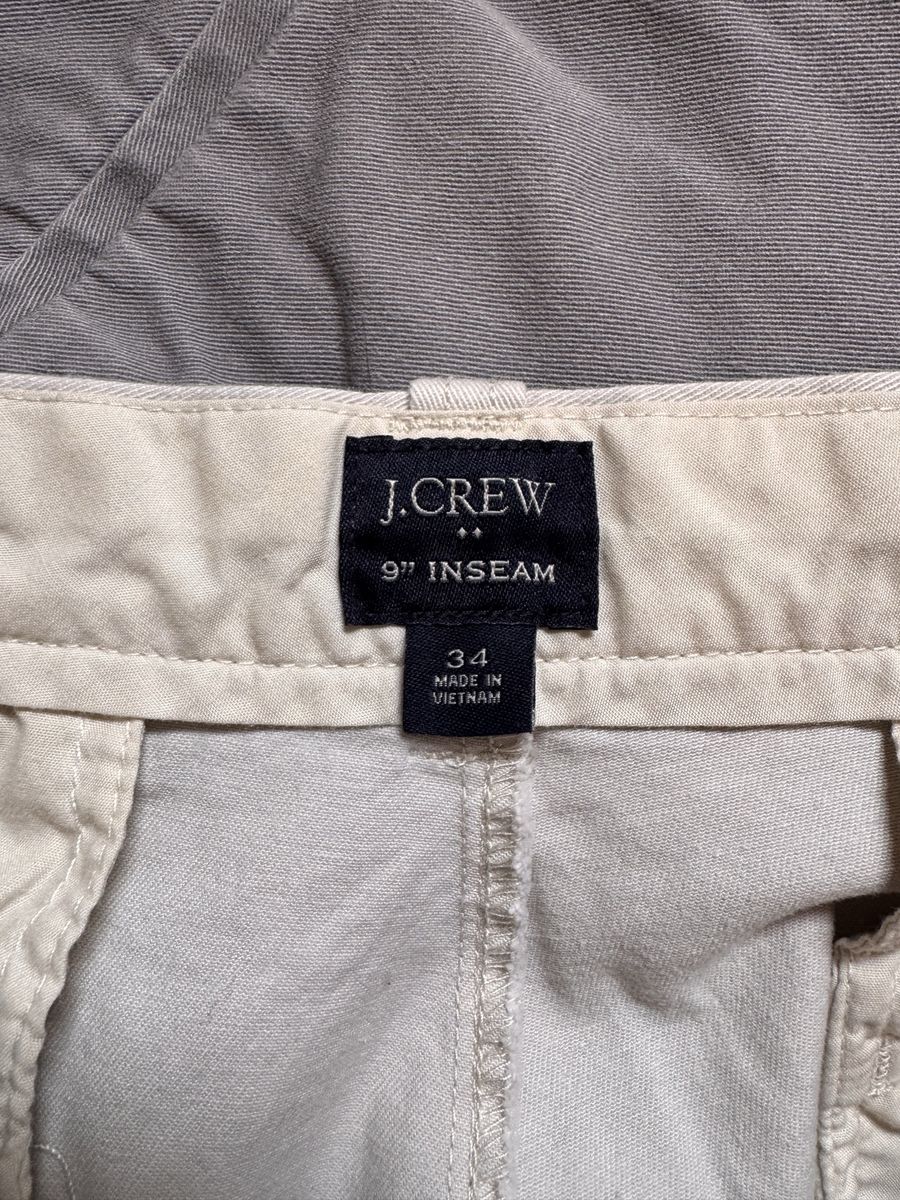 J.CREW
9" INSEAM
34
MADE IN
VIETNAM